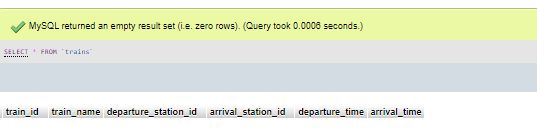 MySQL returned an empty result set (i.e. zero rows). (Query took 0.0006 seconds.)
SELECT * FROM `trains`
train_id train_name departure_station_id arrival_station_id departure_time arrival_time